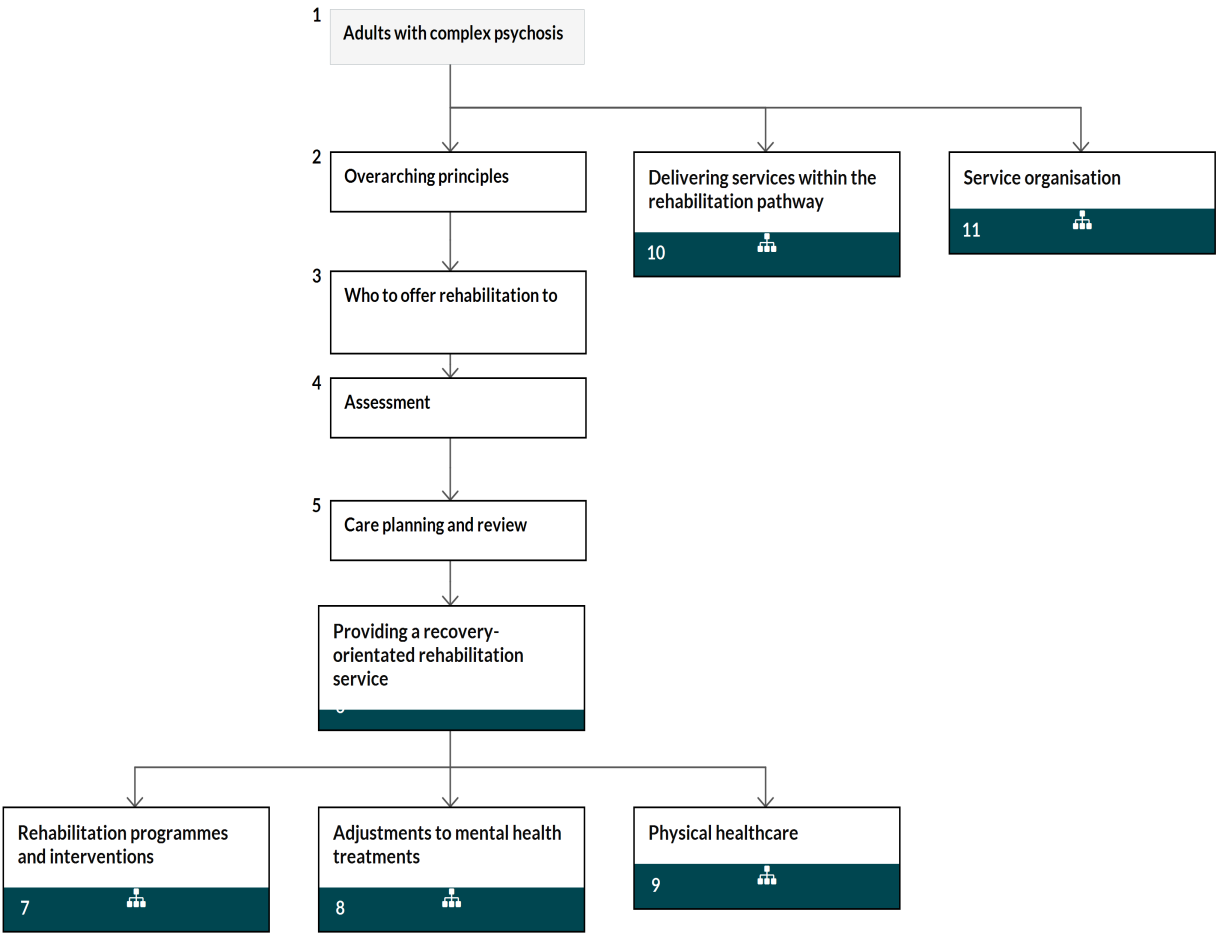 1
Adults with complex psychosis
2
Overarching principles
Delivering services within the
rehabilitation pathway
10
Service organisation
11
3
Who to offer rehabilitation to
4
Assessment
5
Care planning and review
Providing a recovery-
orientated rehabilitation
service
Rehabilitation programmes
and interventions
7
Adjustments to mental health
treatments
8
Physical healthcare
9